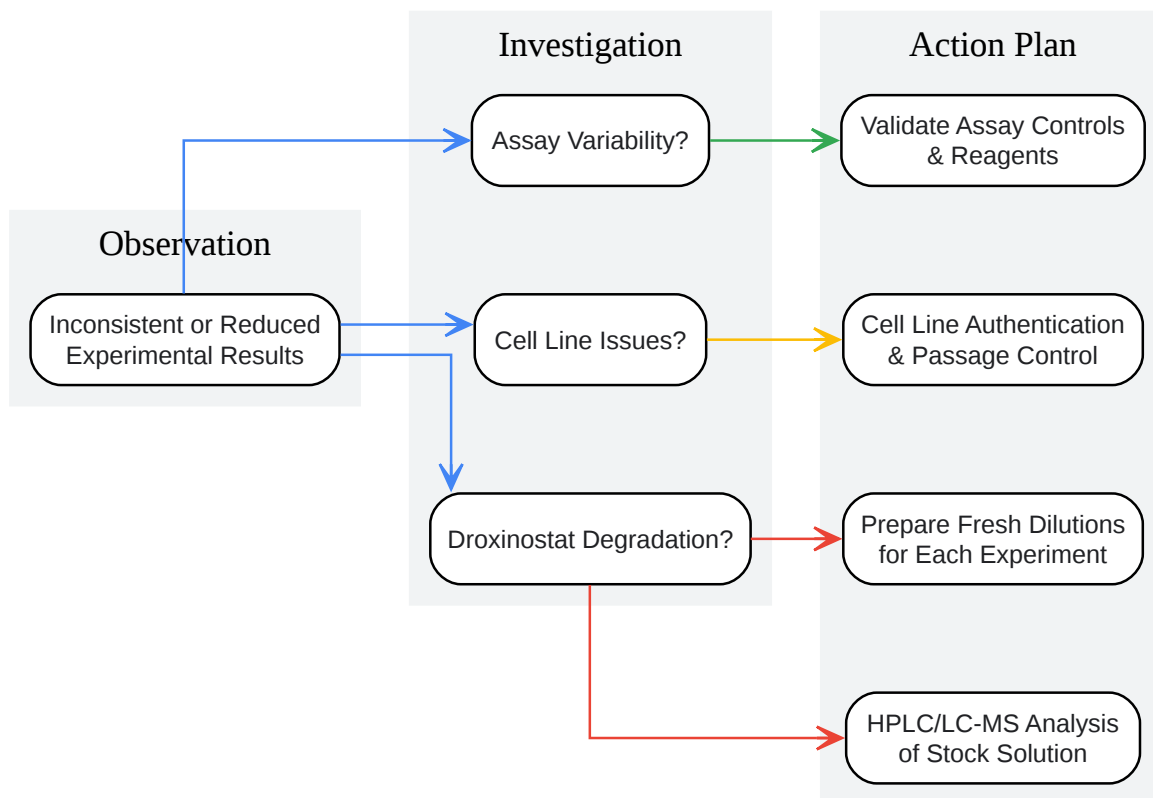 Investigation
Action Plan
Assay Variability?
Validate Assay Controls
& Reagents
Observation
Inconsistent or Reduced
Experimental Results
Cell Line Issues?
Cell Line Authentication
& Passage Control
Droxinostat Degradation?
Prepare Fresh Dilutions
for Each Experiment
HPLC/LC-MS Analysis
of Stock Solution